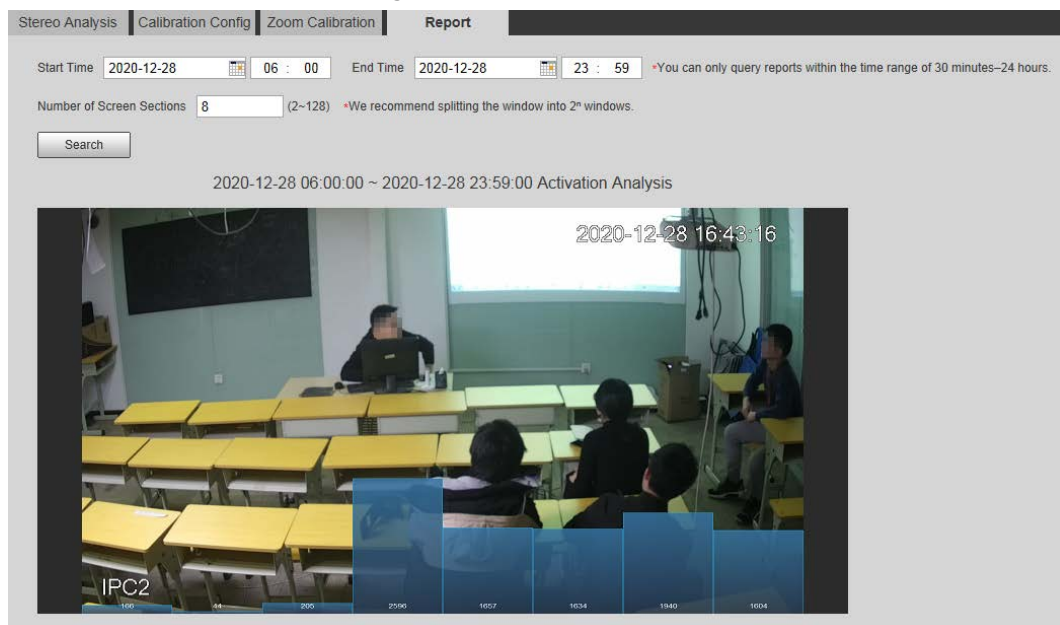 Stereo Analysis Calibration Config Zoom Calibration Report
Start Time 2020-12-28 06 : 00 End Time 2020-12-28 23 : 59 *You can only query reports within the time range of 30 minutes–24 hours.
Number of Screen Sections 8 (2~128) *We recommend splitting the window into 2ⁿ windows.
Search
2020-12-28 06:00:00 ~ 2020-12-28 23:59:00 Activation Analysis
2020-12-28 16:43:16
IPC2
166 44 205 2590 1657 1634 1940 1604